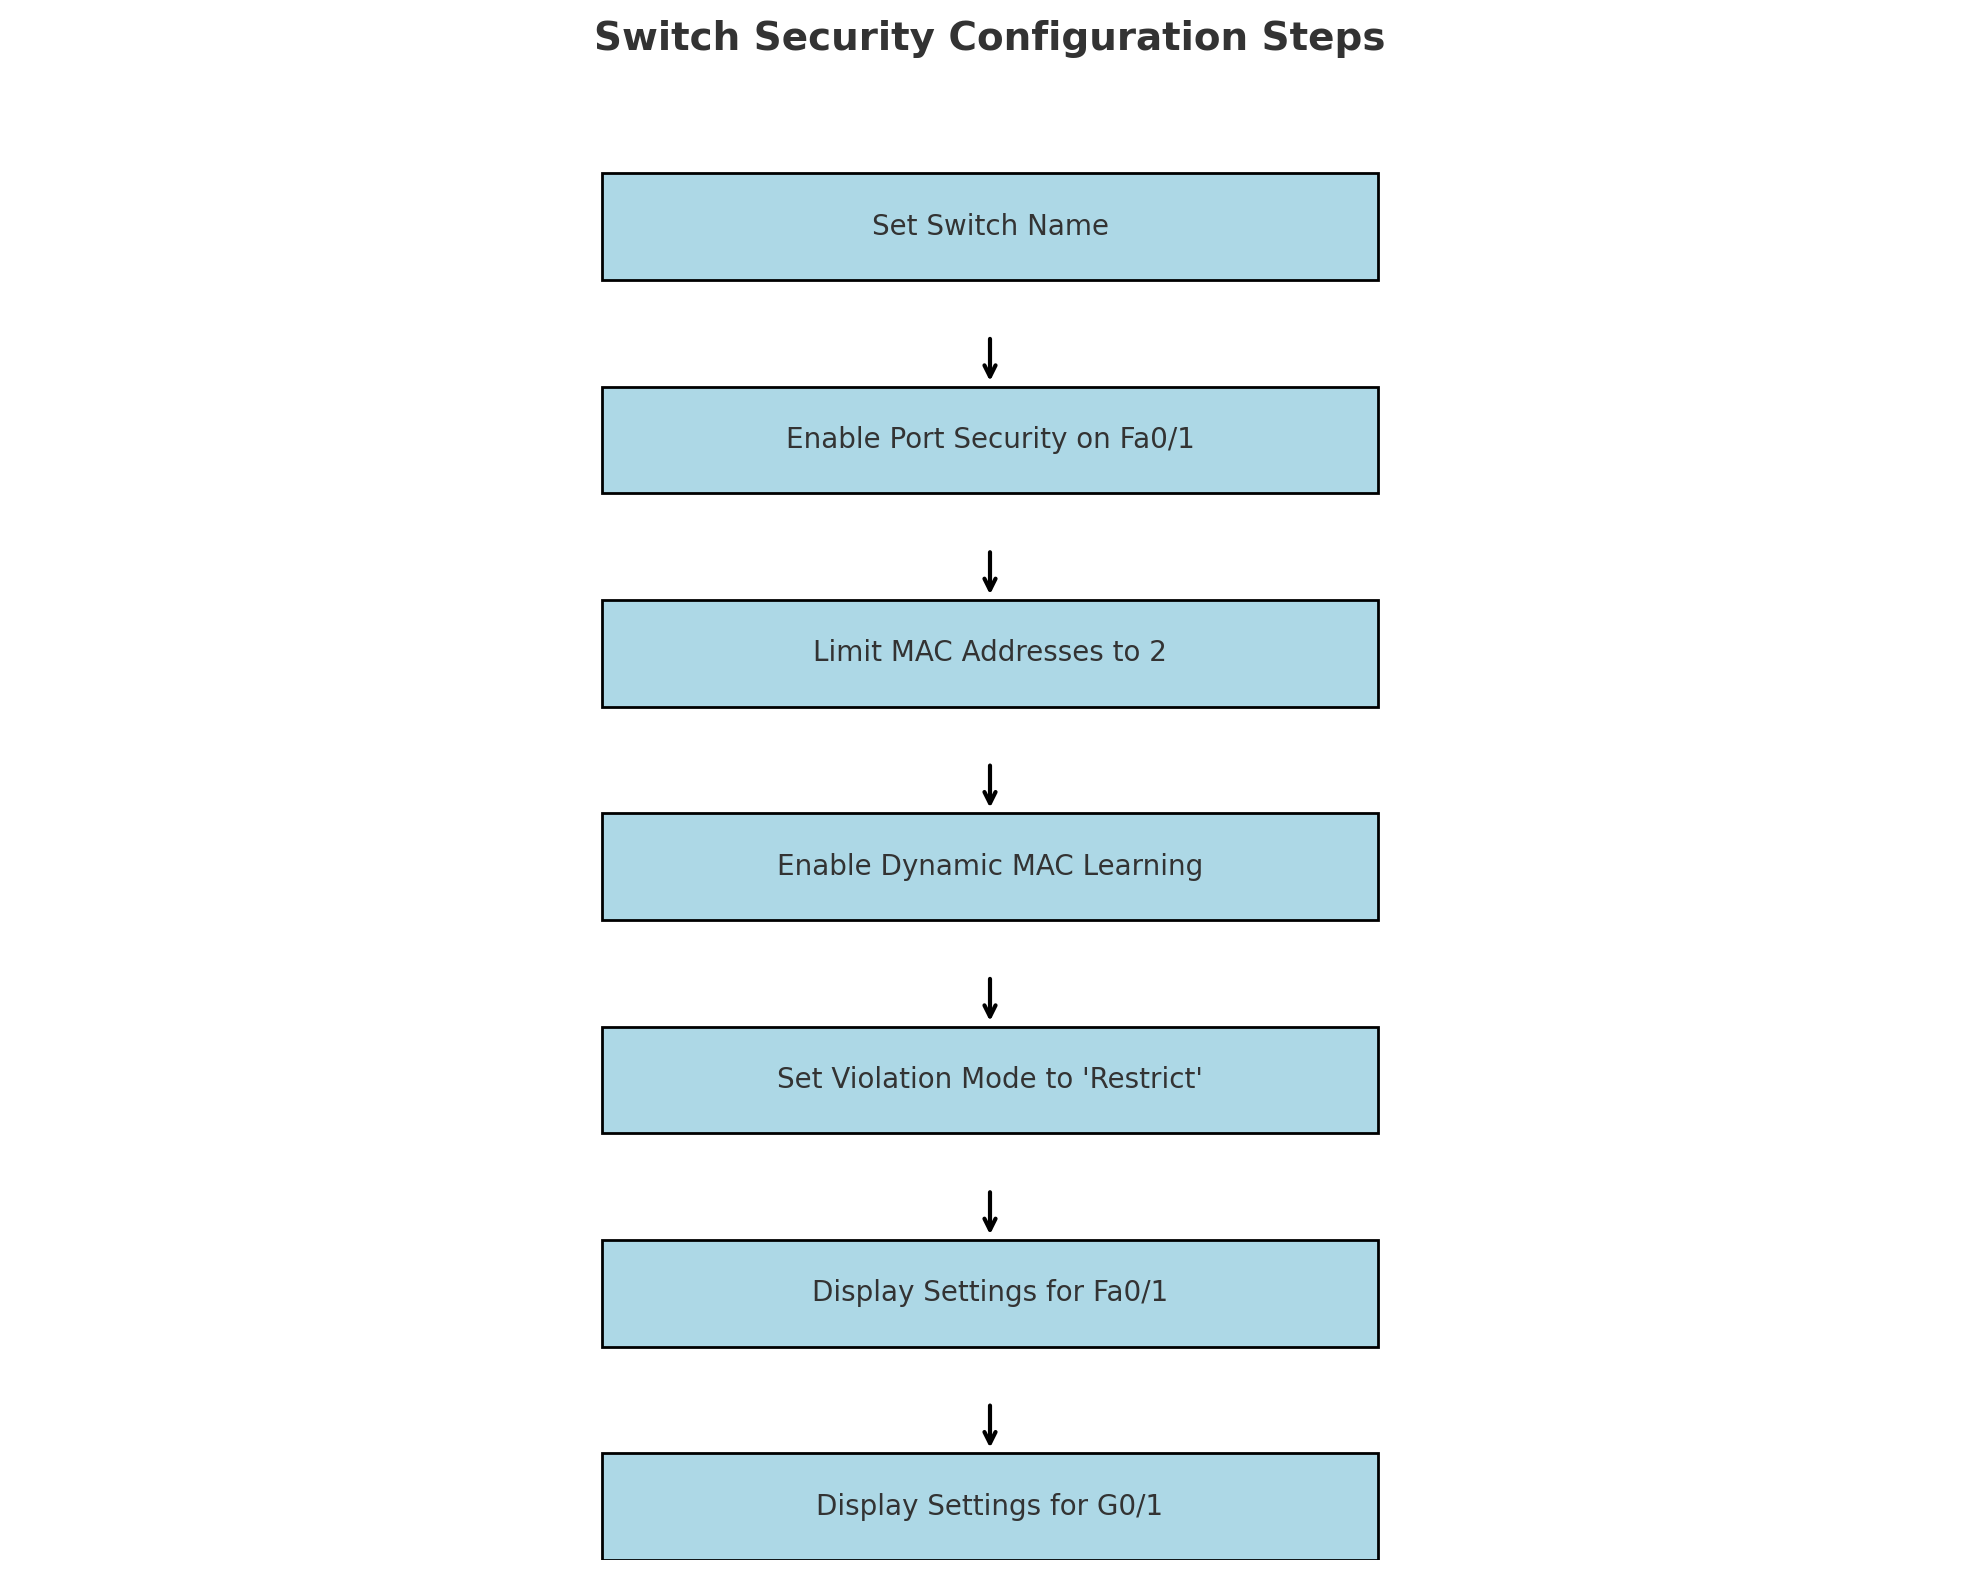 Switch Security Configuration Steps
Set Switch Name
Enable Port Security on Fa0/1
Limit MAC Addresses to 2
Enable Dynamic MAC Learning
Set Violation Mode to 'Restrict'
Display Settings for Fa0/1
Display Settings for G0/1